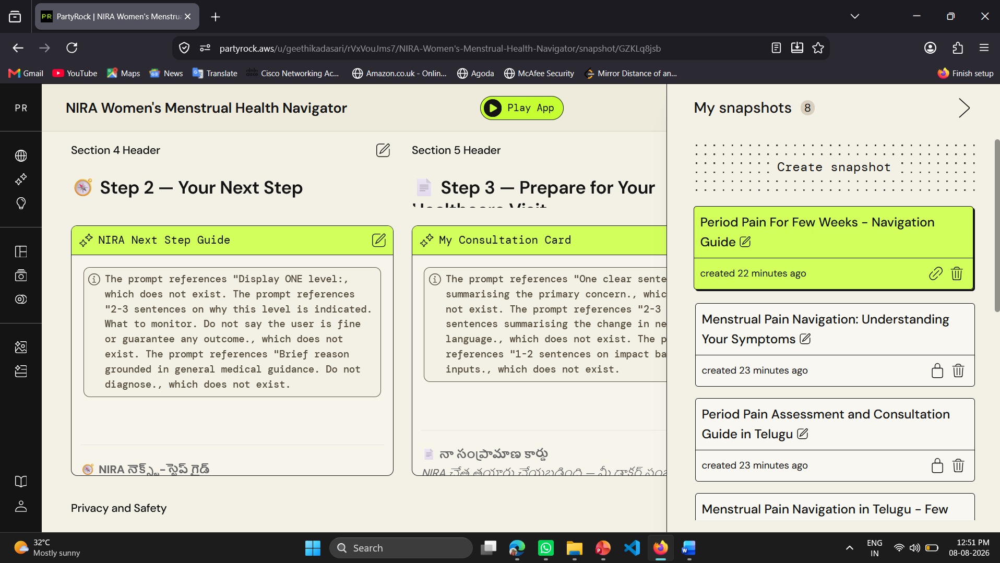 PR PartyRock | NIRA Women's Menstrua
partyrock.aws/u/geethikadasari/rVxVouJms7/NIRA-Women's-Menstrual-Health-Navigator/snapshot/GZKLq8jsb
Gmail YouTube Maps News Translate cisco Cisco Networking Ac... Amazon.co.uk - Onlin... Agoda McAfee Security Mirror Distance of an... Finish setup
PR
NIRA Women's Menstrual Health Navigator
Play App
Section 4 Header
Step 2 — Your Next Step
NIRA Next Step Guide
The prompt references "Display ONE level:,
which does not exist. The prompt references
"2-3 sentences on why this level is indicated.
What to monitor. Do not say the user is fine
or guarantee any outcome., which does not
exist. The prompt references "Brief reason
grounded in general medical guidance. Do not
diagnose., which does not exist.
NIRA నెక్స్ట్-స్టెప్ గైడ్
Section 5 Header
Step 3 — Prepare for Your
Healthcare Visit
My Consultation Card
The prompt references "One clear sente
summarising the primary concern., whic
not exist. The prompt references "2-3
sentences summarising the change in ne
language., which does not exist. The p
references "1-2 sentences on impact ba
inputs., which does not exist.
నా సంప్రామాణ కార్డు
NIRA చేత తయారు చేయబడింది — మీ డాక్టర్ సంప
Privacy and Safety
My snapshots 8
Create snapshot
Period Pain For Few Weeks - Navigation
Guide
created 22 minutes ago
Menstrual Pain Navigation: Understanding
Your Symptoms
created 23 minutes ago
Period Pain Assessment and Consultation
Guide in Telugu
created 23 minutes ago
Menstrual Pain Navigation in Telugu - Few
32°C
Mostly sunny
Search
ENG
IN
12:51 PM
08-08-2026